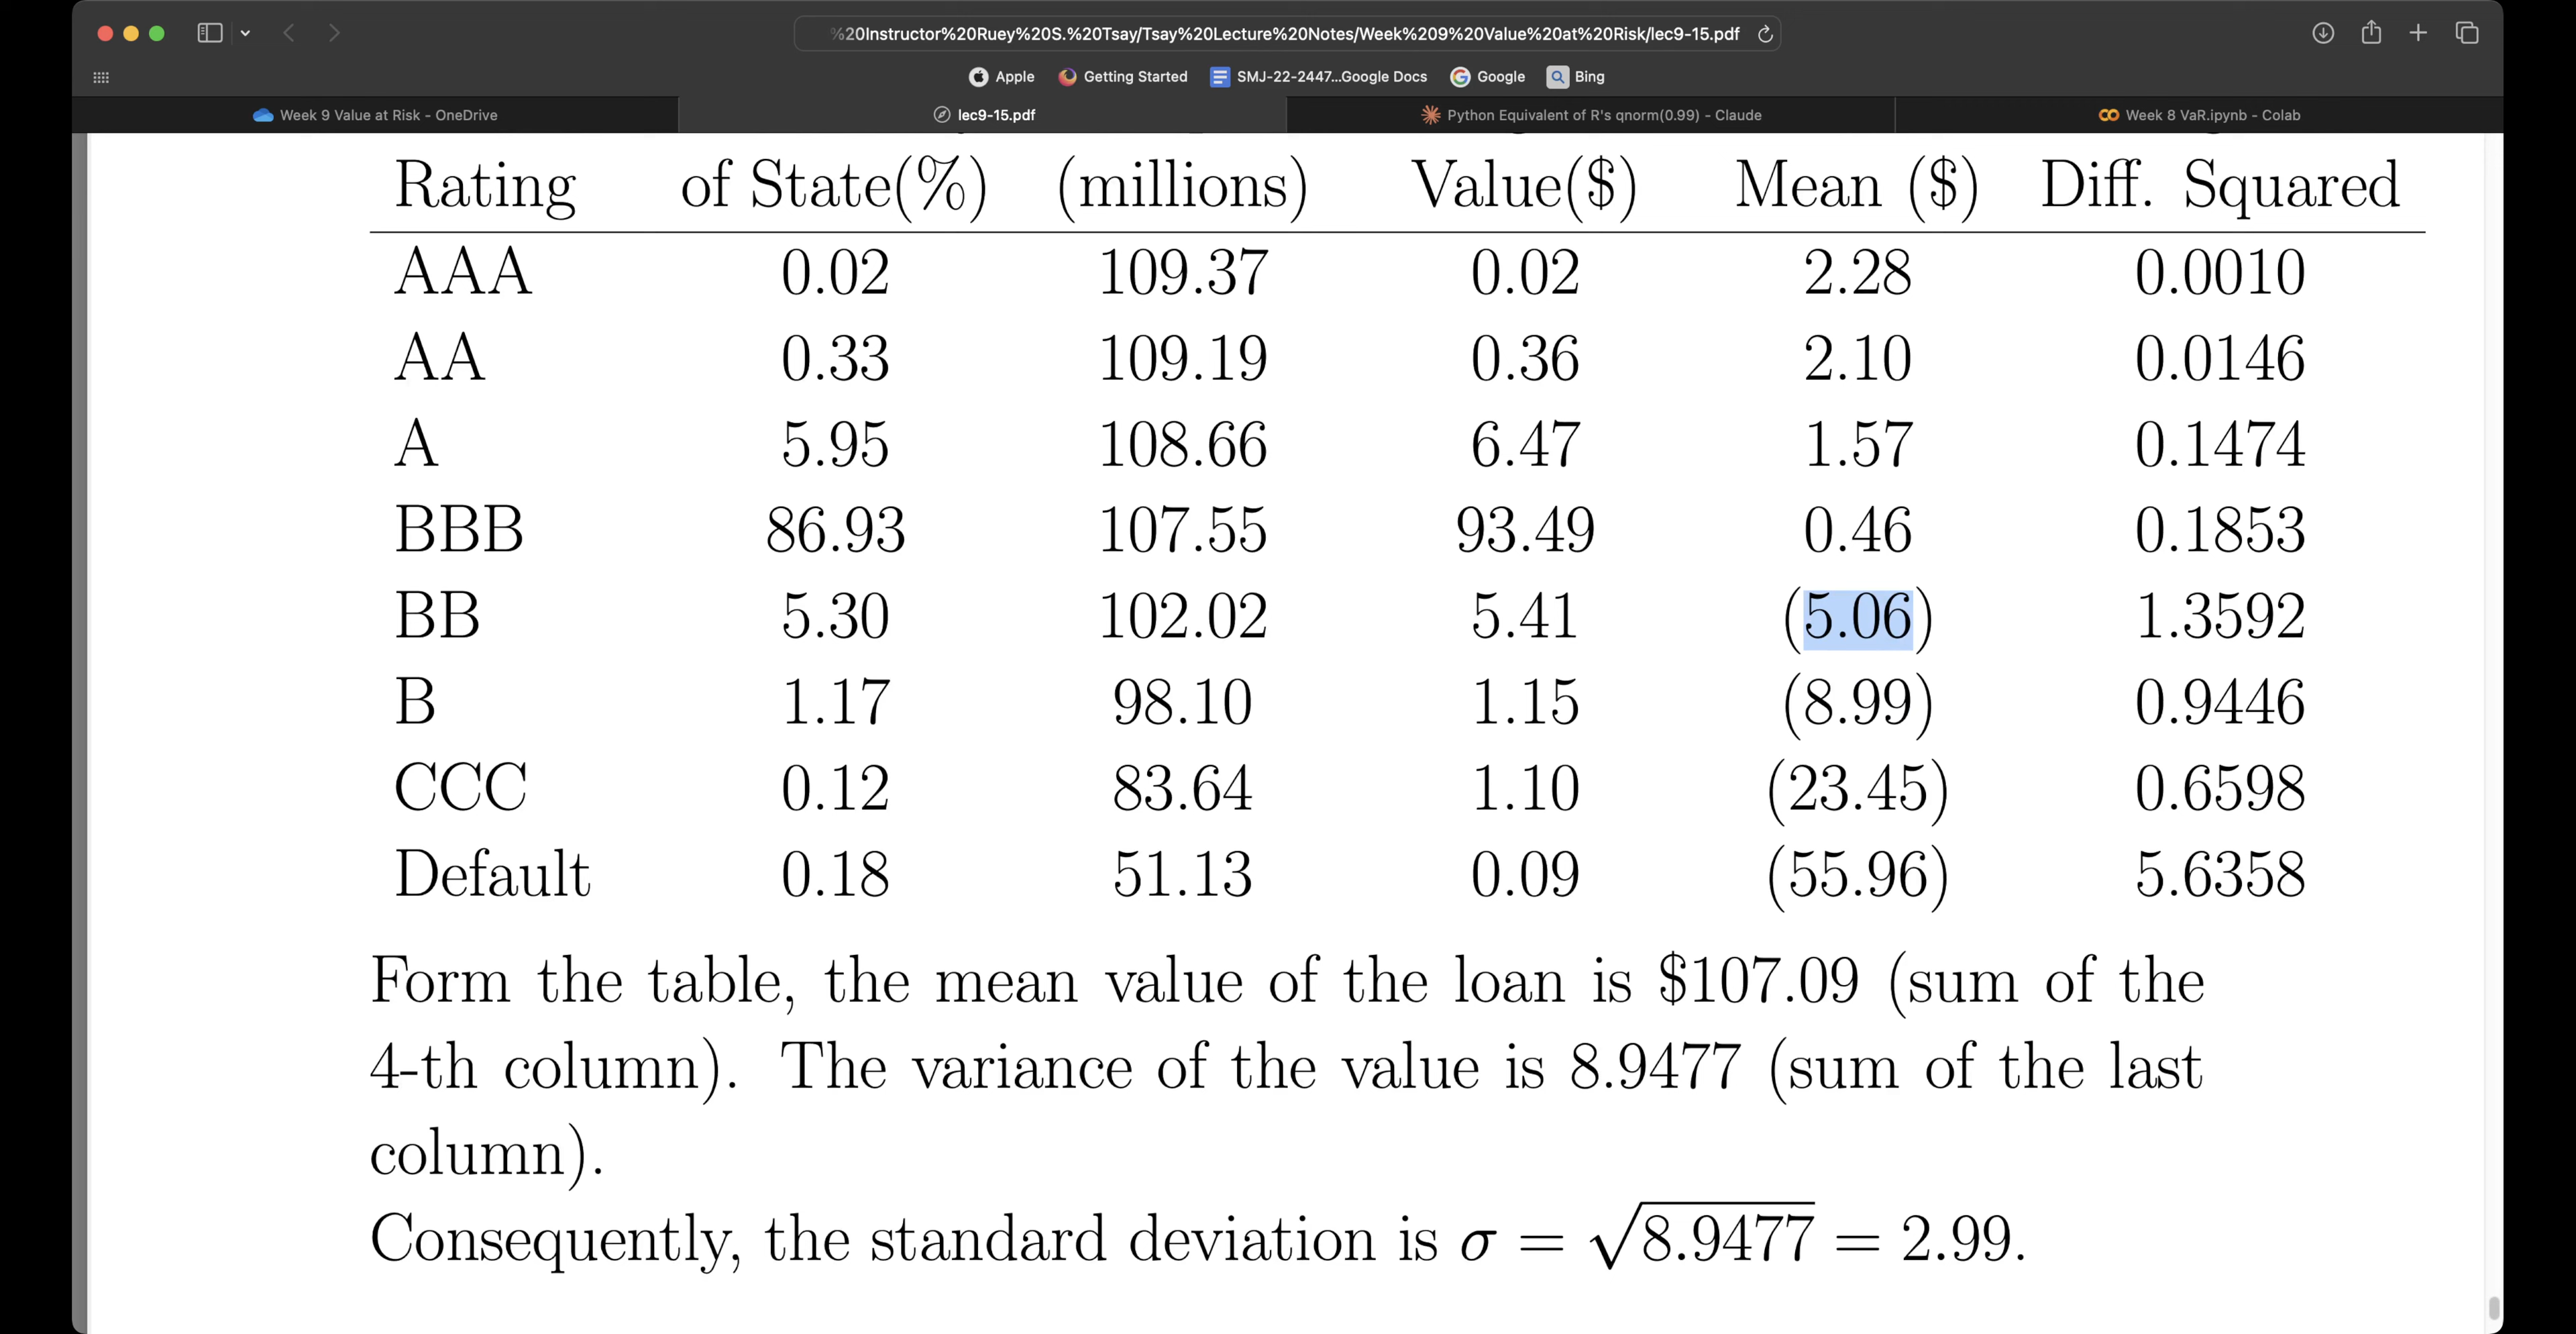 %20Instructor%20Ruey%20S.%20Tsay/Tsay%20Lecture%20Notes/Week%209%20Value%20at%20Risk/lec9-15.pdf
Apple Getting Started SMJ-22-2447...Google Docs Google Bing
Week 9 Value at Risk - OneDrive lec9-15.pdf Python Equivalent of R's qnorm(0.99) - Claude Week 8 VaR.ipynb - Colab
Rating of State(%) (millions) Value($) Mean ($) Diff. Squared
AAA 0.02 109.37 0.02 2.28 0.0010
AA 0.33 109.19 0.36 2.10 0.0146
A 5.95 108.66 6.47 1.57 0.1474
BBB 86.93 107.55 93.49 0.46 0.1853
BB 5.30 102.02 5.41 (5.06) 1.3592
B 1.17 98.10 1.15 (8.99) 0.9446
CCC 0.12 83.64 1.10 (23.45) 0.6598
Default 0.18 51.13 0.09 (55.96) 5.6358
Form the table, the mean value of the loan is $107.09 (sum of the
4-th column). The variance of the value is 8.9477 (sum of the last
column).
Consequently, the standard deviation is σ = √8.9477 = 2.99.